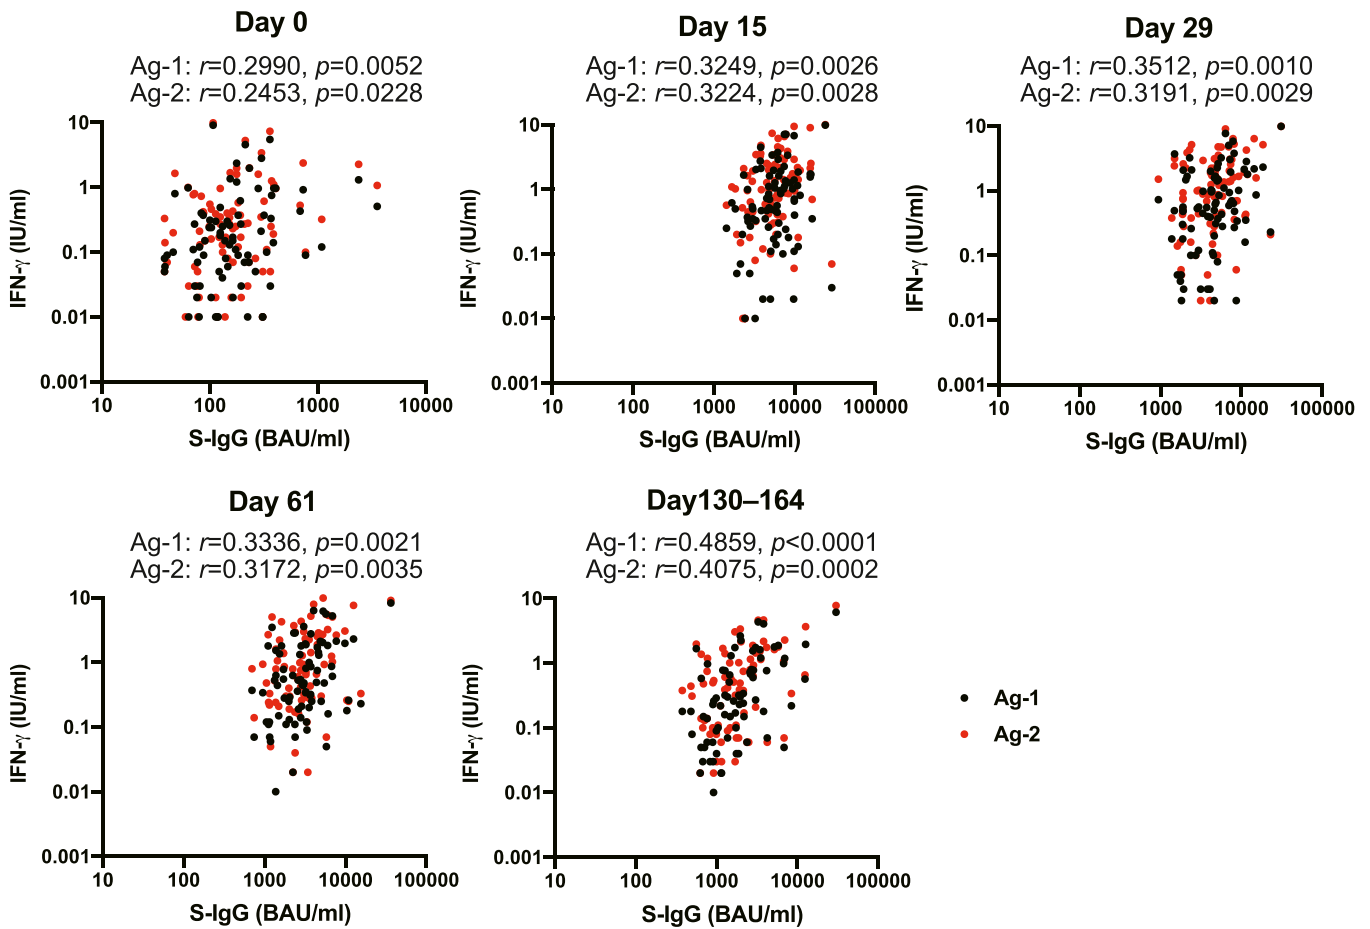 Day 0
Ag-1: r=0.2990, p=0.0052
Ag-2: r=0.2453, p=0.0228
10
1
0.1
0.01
0.001
IFN-γ (IU/ml)
10 100 1000 10000
S-IgG (BAU/ml)
Day 15
Ag-1: r=0.3249, p=0.0026
Ag-2: r=0.3224, p=0.0028
10
1
0.1
0.01
0.001
IFN-γ (IU/ml)
10 100 1000 10000 100000
S-IgG (BAU/ml)
Day 29
Ag-1: r=0.3512, p=0.0010
Ag-2: r=0.3191, p=0.0029
10
1
0.1
0.01
0.001
IFN-γ (IU/ml)
10 100 1000 10000 100000
S-IgG (BAU/ml)
Day 61
Ag-1: r=0.3336, p=0.0021
Ag-2: r=0.3172, p=0.0035
10
1
0.1
0.01
0.001
IFN-γ (IU/ml)
10 100 1000 10000 100000
S-IgG (BAU/ml)
Day130–164
Ag-1: r=0.4859, p<0.0001
Ag-2: r=0.4075, p=0.0002
10
1
0.1
0.01
0.001
IFN-γ (IU/ml)
10 100 1000 10000 100000
S-IgG (BAU/ml)
Ag-1
Ag-2